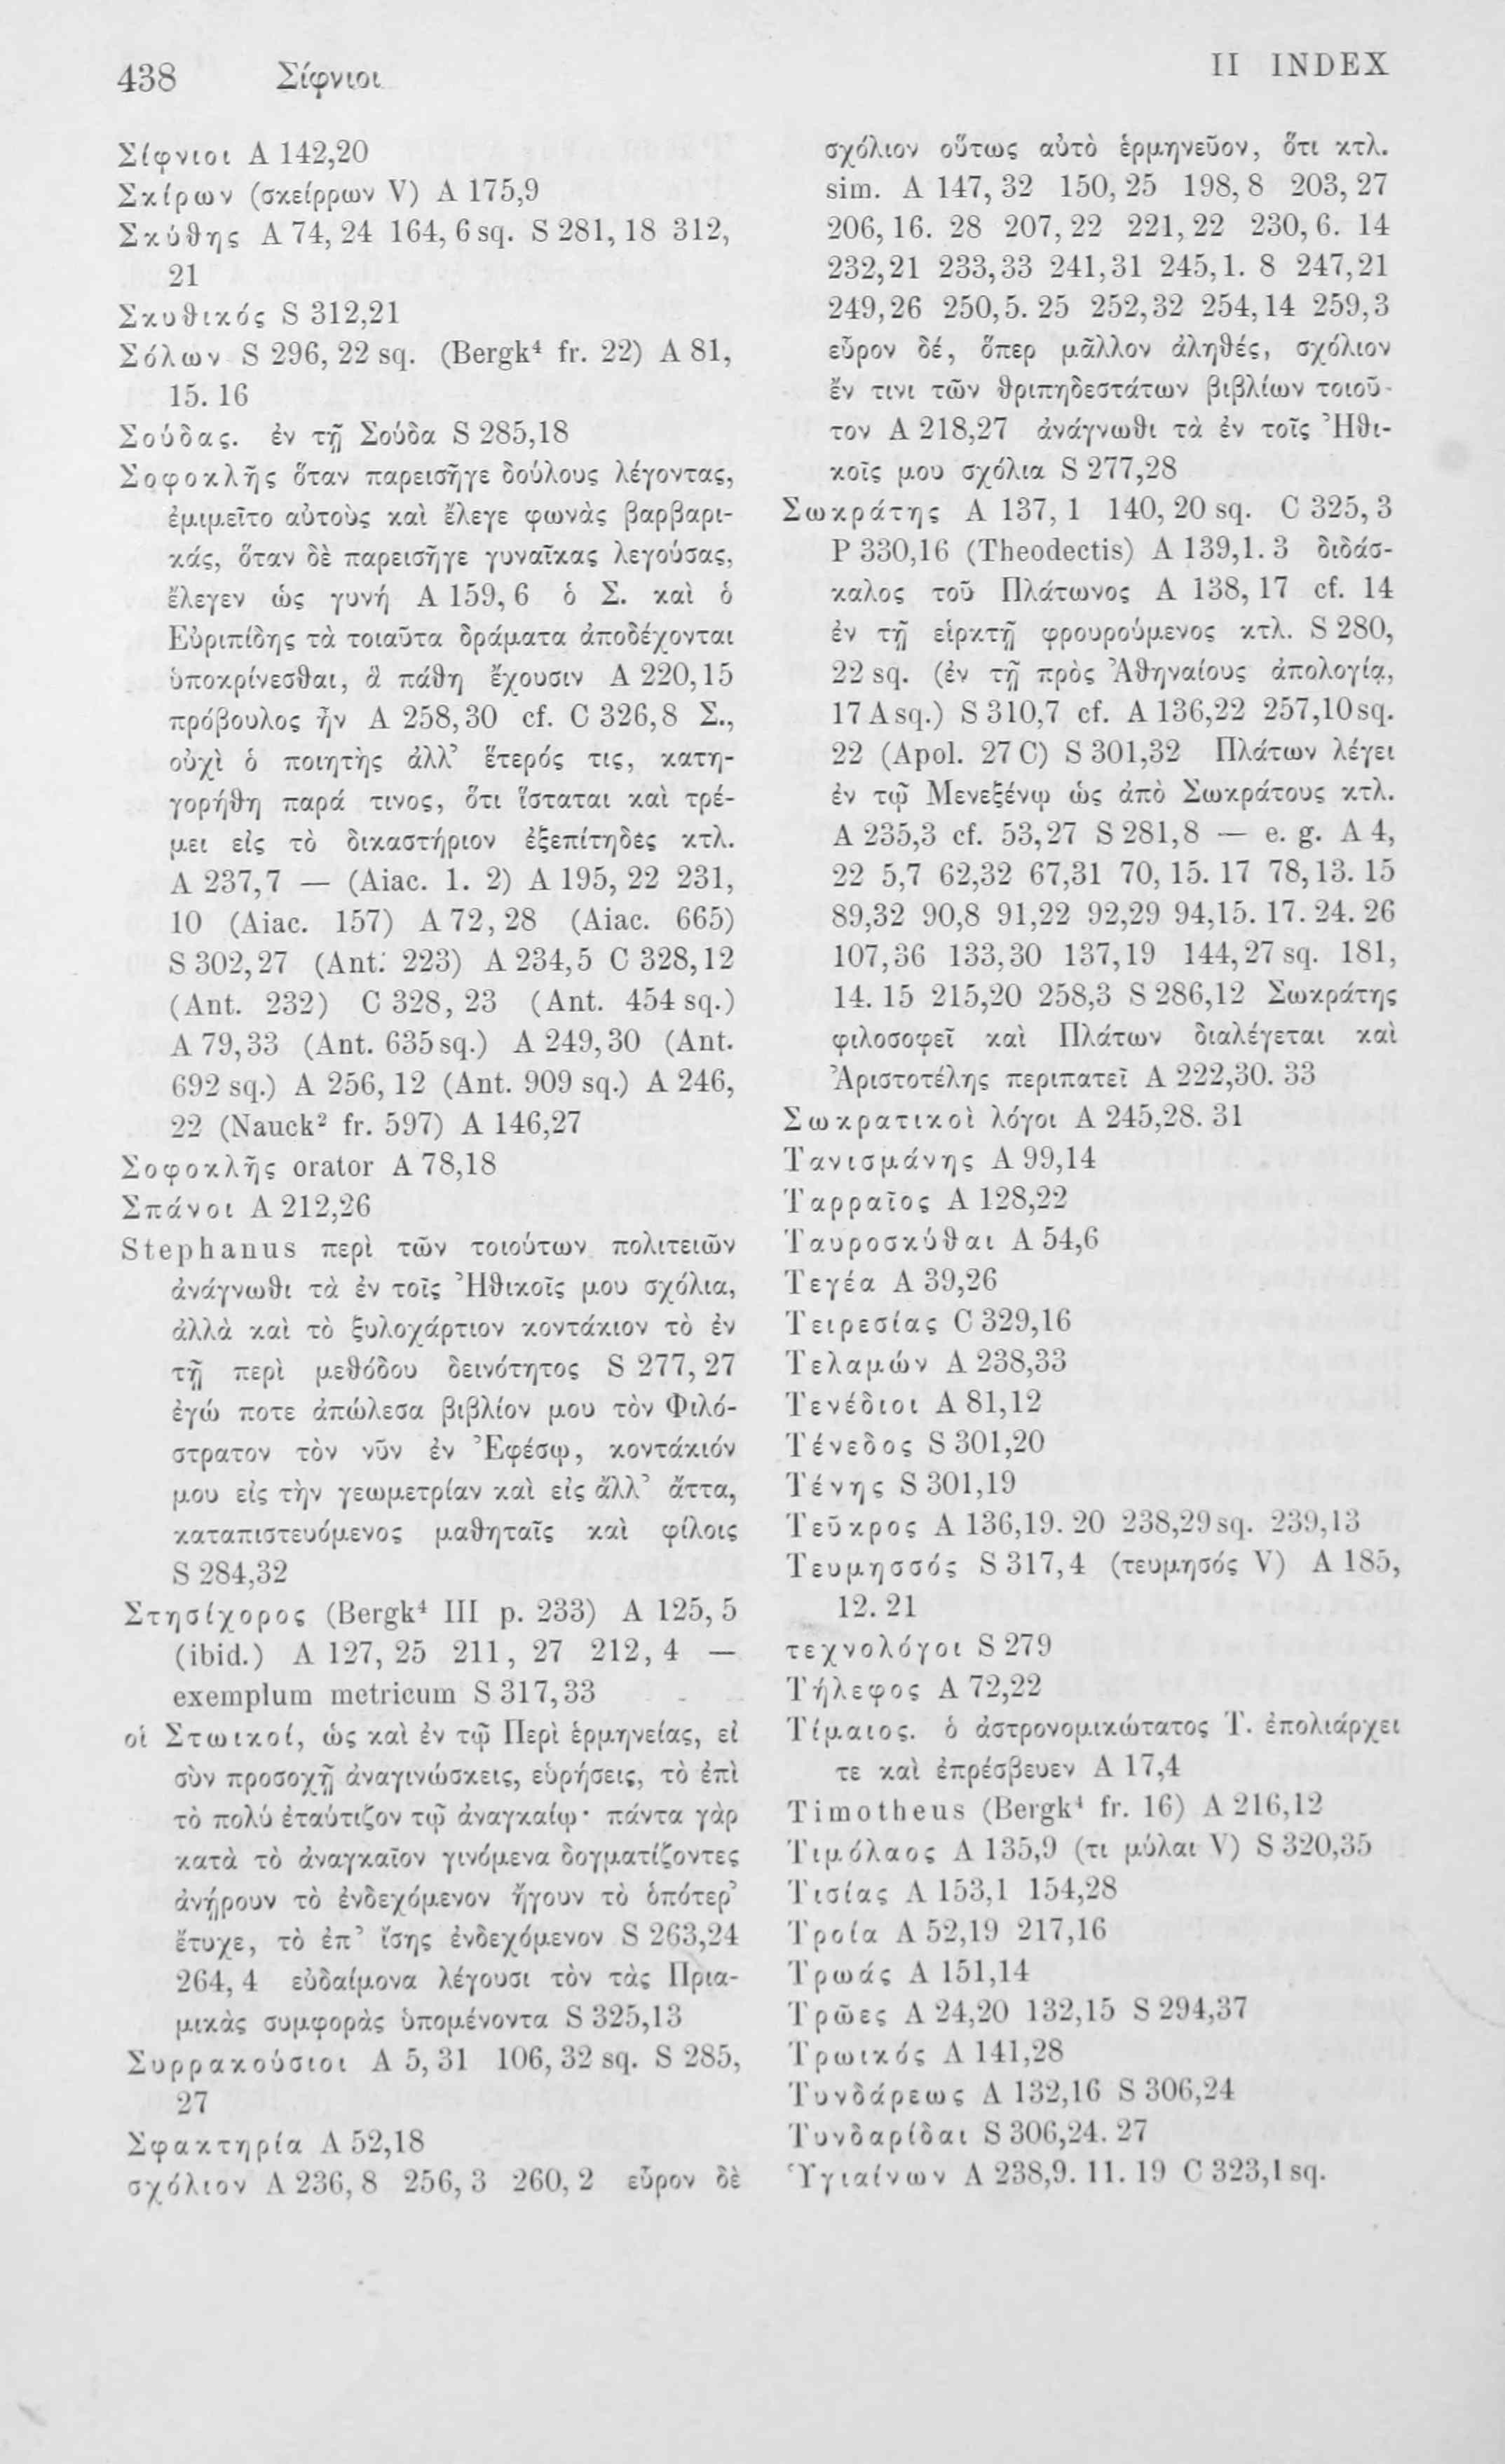 438 Σίφνιοι
II INDEX
Σίφνιοι A 142,20
Σκίρων (σκείρρων V) A 175,9
Σκύθης A 74, 24 164, 6 sq. S 281, 18 312,
21
Σκυθικός S 312,21
Σόλων S 296, 22 sq. (Bergk⁴ fr. 22) A 81,
15. 16
Σούδας. ἐν τῇ Σούδα S 285,18
Σοφοκλῆς ὅταν παρεισῆγε δούλους λέγοντας,
ἐμιμεῖτο αὐτοὺς καὶ ἔλεγε φωνὰς βαρβαρι-
κάς, ὅταν δὲ παρεισῆγε γυναῖκας λεγούσας,
ἔλεγεν ὡς γυνή A 159, 6 ὁ Σ. καὶ ὁ
Εὐριπίδης τὰ τοιαῦτα δράματα ἀποδέχονται
ὑποκρίνεσθαι, ἃ πάθη ἔχουσιν A 220,15
πρόβουλος ἦν A 258,30 cf. C 326,8 Σ.,
οὐχὶ ὁ ποιητὴς ἀλλ’ ἕτερός τις, κατη-
γορήθη παρά τινος, ὅτι ἵσταται καὶ τρέ-
μει εἰς τὸ δικαστήριον ἐξεπίτηδες κτλ.
A 237,7 — (Aiac. 1. 2) A 195, 22 231,
10 (Aiac. 157) A 72, 28 (Aiac. 665)
S 302,27 (Ant. 223) A 234,5 C 328,12
(Ant. 232) C 328, 23 (Ant. 454 sq.)
A 79,33 (Ant. 635 sq.) A 249,30 (Ant.
692 sq.) A 256, 12 (Ant. 909 sq.) A 246,
22 (Nauck² fr. 597) A 146,27
Σοφοκλῆς orator A 78,18
Σπάνοι A 212,26
Stephanus περὶ τῶν τοιούτων πολιτειῶν
ἀνάγνωθι τὰ ἐν τοῖς Ἠθικοῖς μου σχόλια,
ἀλλὰ καὶ τὸ ξυλοχάρτιον κοντάκιον τὸ ἐν
τῇ περὶ μεθόδου δεινότητος S 277, 27
ἐγώ ποτε ἀπώλεσα βιβλίον μου τὸν Φιλό-
στρατον τὸν νῦν ἐν Ἐφέσῳ, κοντάκιόν
μου εἰς τὴν γεωμετρίαν καὶ εἰς ἄλλ’ ἄττα,
καταπιστευόμενος μαθηταῖς καὶ φίλοις
S 284,32
Στησίχορος (Bergk⁴ III p. 233) A 125, 5
(ibid.) A 127, 25 211, 27 212, 4 —
exemplum metricum S 317,33
οἱ Στωικοί, ὡς καὶ ἐν τῷ Περὶ ἑρμηνείας, εἰ
σὺν προσοχῇ ἀναγινώσκεις, εὑρήσεις, τὸ ἐπὶ
τὸ πολὺ ἐταύτιζον τῷ ἀναγκαίῳ· πάντα γὰρ
κατὰ τὸ ἀναγκαῖον γινόμενα δογματίζοντες
ἀνῄρουν τὸ ἐνδεχόμενον ἤγουν τὸ ὁπότερ’
ἔτυχε, τὸ ἐπ’ ἴσης ἐνδεχόμενον S 263,24
264, 4 εὐδαίμονα λέγουσι τὸν τὰς Πρια-
μικὰς συμφορὰς ὑπομένοντα S 325,13
Συρρακούσιοι A 5, 31 106, 32 sq. S 285,
27
Σφακτηρία A 52,18
σχόλιον A 236, 8 256, 3 260, 2 εὗρον δὲ
σχόλιον οὕτως αὐτὸ ἑρμηνεῦον, ὅτι κτλ.
sim. A 147, 32 150, 25 198, 8 203, 27
206, 16. 28 207, 22 221, 22 230, 6. 14
232,21 233,33 241,31 245,1. 8 247,21
249,26 250,5. 25 252,32 254,14 259,3
εὗρον δέ, ὅπερ μᾶλλον ἀληθές, σχόλιον
ἔν τινι τῶν θριπηδεστάτων βιβλίων τοιοῦ-
τον A 218,27 ἀνάγνωθι τὰ ἐν τοῖς Ἠθι-
κοῖς μου σχόλια S 277,28
Σωκράτης A 137, 1 140, 20 sq. C 325, 3
P 330,16 (Theodectis) A 139,1. 3 διδάσ-
καλος τοῦ Πλάτωνος A 138, 17 cf. 14
ἐν τῇ εἱρκτῇ φρουρούμενος κτλ. S 280,
22 sq. (ἐν τῇ πρὸς Ἀθηναίους ἀπολογίᾳ,
17 A sq.) S 310,7 cf. A 136,22 257,10 sq.
22 (Apol. 27 C) S 301,32 Πλάτων λέγει
ἐν τῷ Μενεξένῳ ὡς ἀπὸ Σωκράτους κτλ.
A 235,3 cf. 53,27 S 281,8 — e. g. A 4,
22 5,7 62,32 67,31 70, 15. 17 78,13. 15
89,32 90,8 91,22 92,29 94,15. 17. 24. 26
107,36 133,30 137,19 144,27 sq. 181,
14. 15 215,20 258,3 S 286,12 Σωκράτης
φιλοσοφεῖ καὶ Πλάτων διαλέγεται καὶ
Ἀριστοτέλης περιπατεῖ A 222,30. 33
Σωκρατικοὶ λόγοι A 245,28. 31
Τανισμάνης A 99,14
Ταρραῖος A 128,22
Ταυροσκύθαι A 54,6
Τεγέα A 39,26
Τειρεσίας C 329,16
Τελαμών A 238,33
Τενέδιοι A 81,12
Τένεδος S 301,20
Τένης S 301,19
Τεῦκρος A 136,19. 20 238,29 sq. 239,13
Τευμησσός S 317,4 (τευμησός V) A 185,
12. 21
τεχνολόγοι S 279
Τήλεφος A 72,22
Τίμαιος. ὁ ἀστρονομικώτατος Τ. ἐπολιάρχει
τε καὶ ἐπρέσβευεν A 17,4
Timotheus (Bergk⁴ fr. 16) A 216,12
Τιμόλαος A 135,9 (τι μύλαι V) S 320,35
Τισίας A 153,1 154,28
Τροία A 52,19 217,16
Τρωάς A 151,14
Τρῶες A 24,20 132,15 S 294,37
Τρωικός A 141,28
Τυνδάρεως A 132,16 S 306,24
Τυνδαρίδαι S 306,24. 27
Ὑγιαίνων A 238,9. 11. 19 C 323,1 sq.